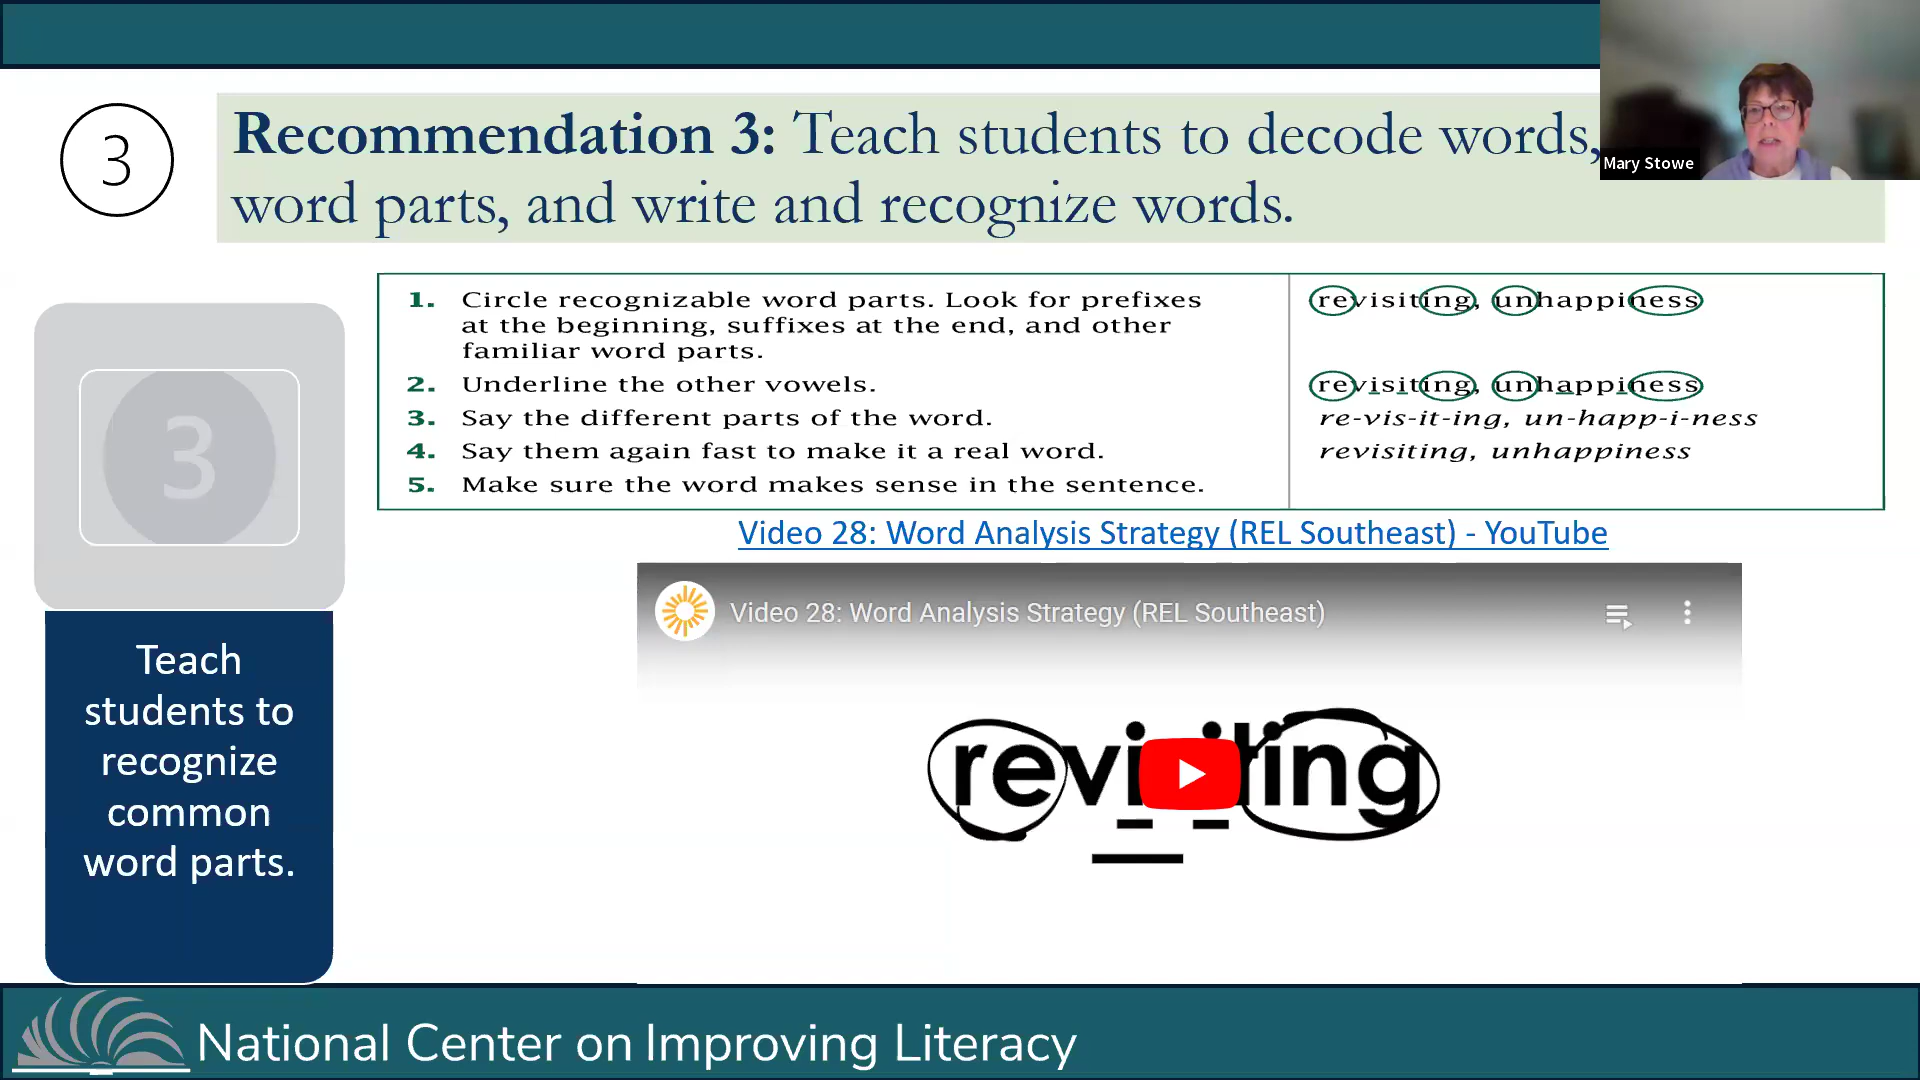 3
Recommendation 3: Teach students to decode words,
word parts, and write and recognize words.
Mary Stowe
1. Circle recognizable word parts. Look for prefixes
at the beginning, suffixes at the end, and other
familiar word parts.
revisiting, unhappiness
2. Underline the other vowels.
revisiting, unhappiness
3. Say the different parts of the word.
re-vis-it-ing, un-happ-i-ness
4. Say them again fast to make it a real word.
revisiting, unhappiness
5. Make sure the word makes sense in the sentence.
3
Teach
students to
recognize
common
word parts.
Video 28: Word Analysis Strategy (REL Southeast) - YouTube
Video 28: Word Analysis Strategy (REL Southeast)
revisiting
National Center on Improving Literacy